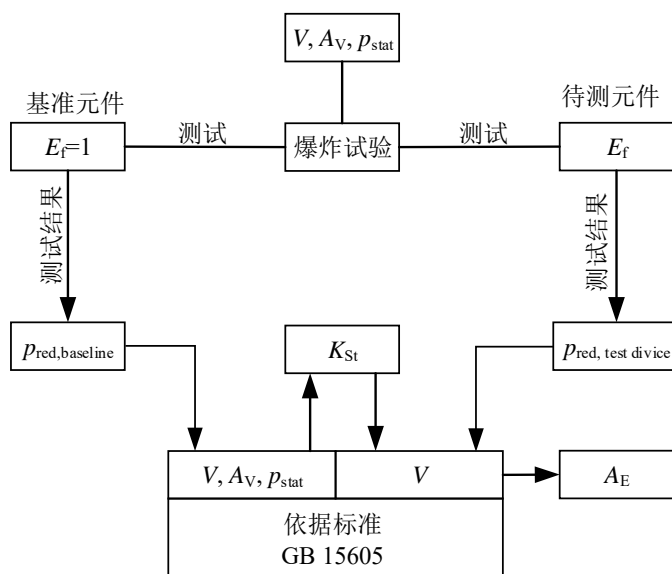 V, A_V, p_stat
基准元件
待测元件
E_f=1
测试
爆炸试验
测试
E_f
测试结果
测试结果
p_red,baseline
K_St
p_red, test divice
V, A_V, p_stat
V
A_E
依据标准
GB 15605